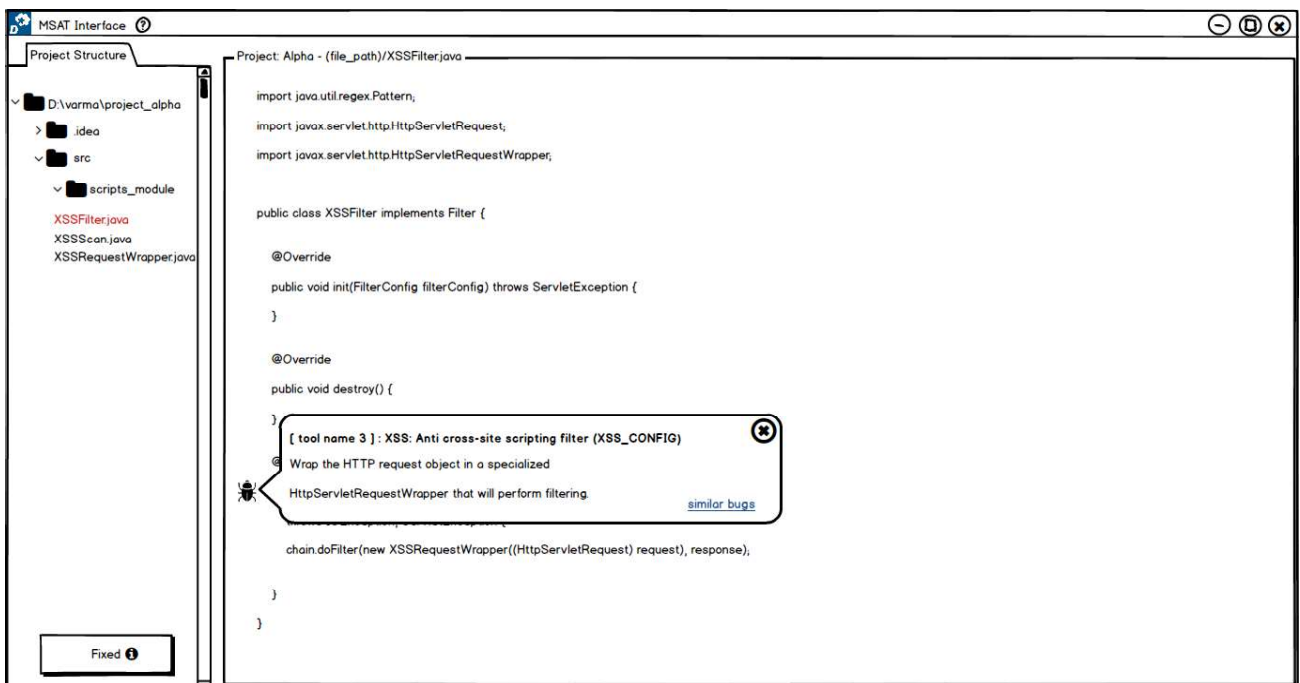 MSAT Interface ?
Project Structure
D:\varma\project_alpha
.idea
src
scripts_module
XSSFilter.java
XSSScan.java
XSSRequestWrapper.java
Fixed
Project: Alpha - (file_path)/XSSFilter.java
import java.util.regex.Pattern;
import javax.servlet.http.HttpServletRequest;
import javax.servlet.http.HttpServletRequestWrapper;
public class XSSFilter implements Filter {
@Override
public void init(FilterConfig filterConfig) throws ServletException {
}
@Override
public void destroy() {
}
@
[ tool name 3 ] : XSS: Anti cross-site scripting filter (XSS_CONFIG)
Wrap the HTTP request object in a specialized
HttpServletRequestWrapper that will perform filtering.
similar bugs
chain.doFilter(new XSSRequestWrapper((HttpServletRequest) request), response);
}
}